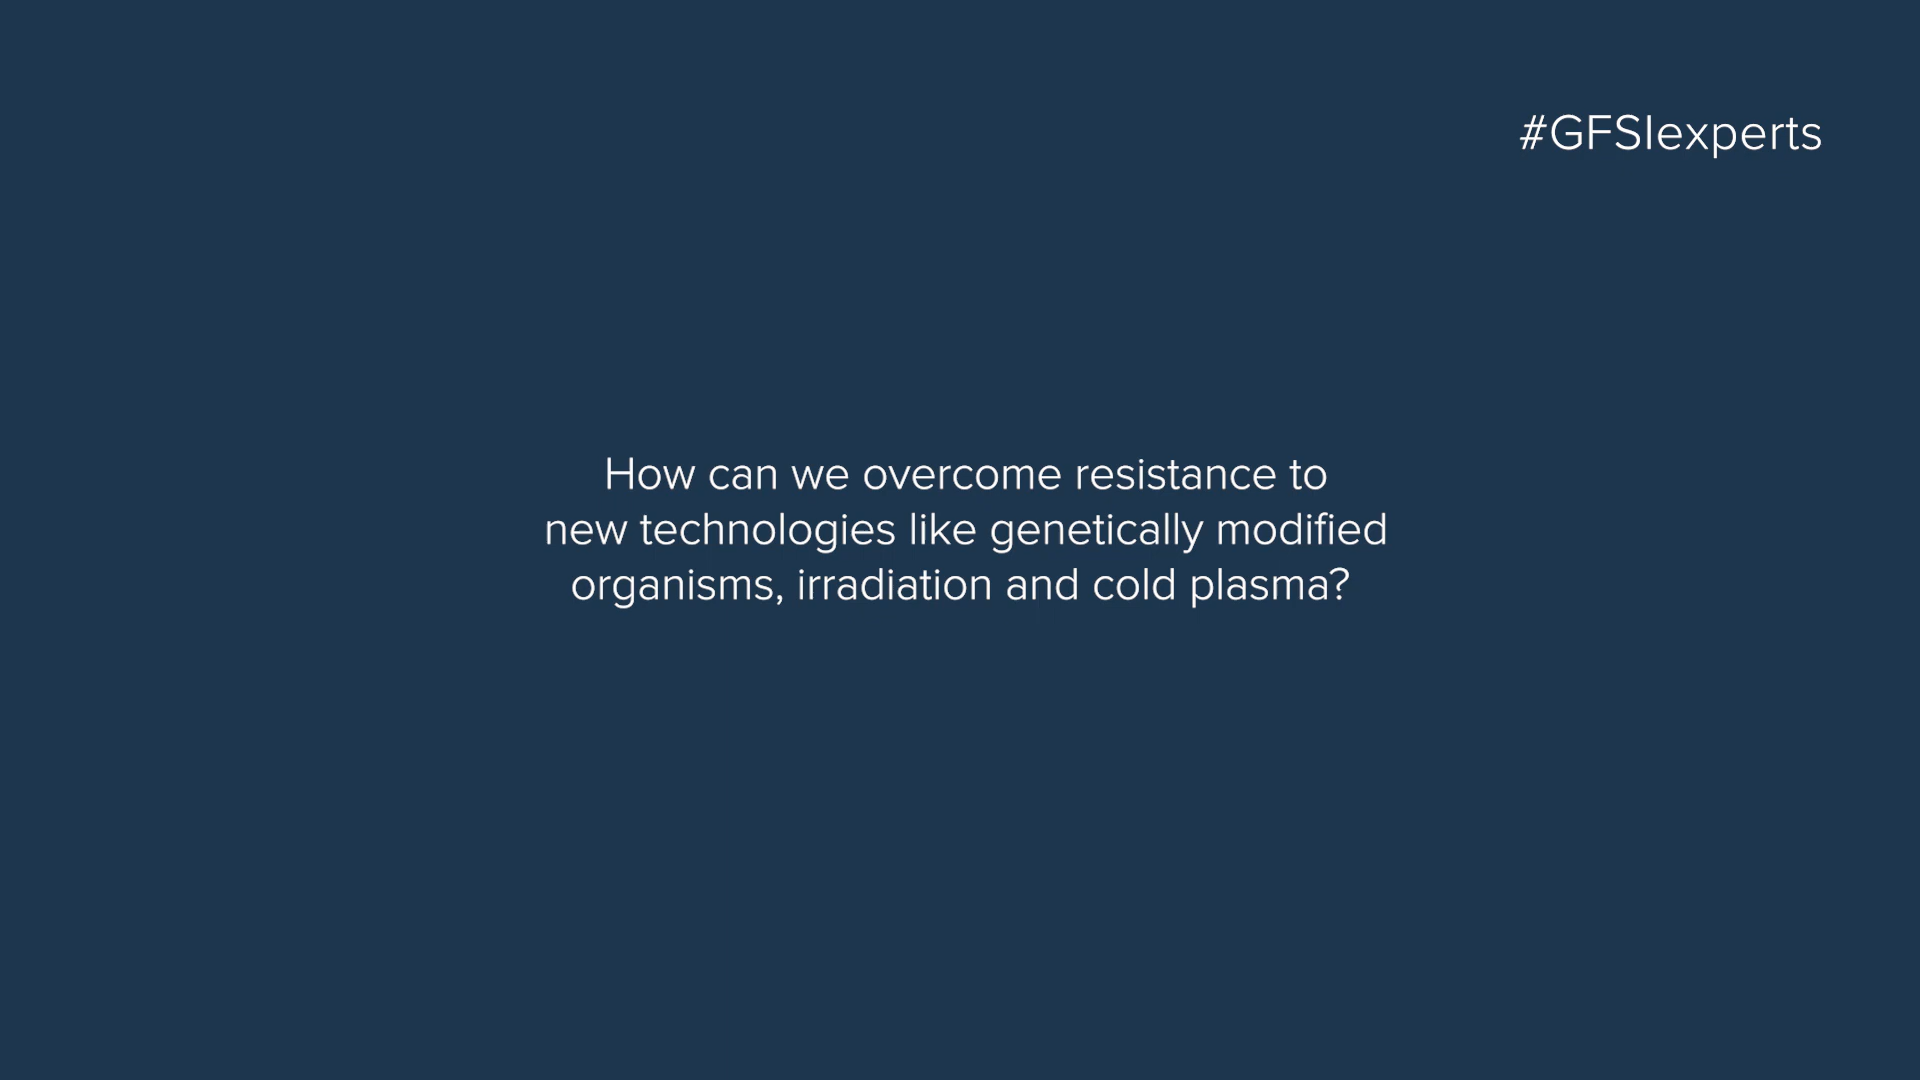 #GFSIexperts
How can we overcome resistance to
new technologies like genetically modified
organisms, irradiation and cold plasma?